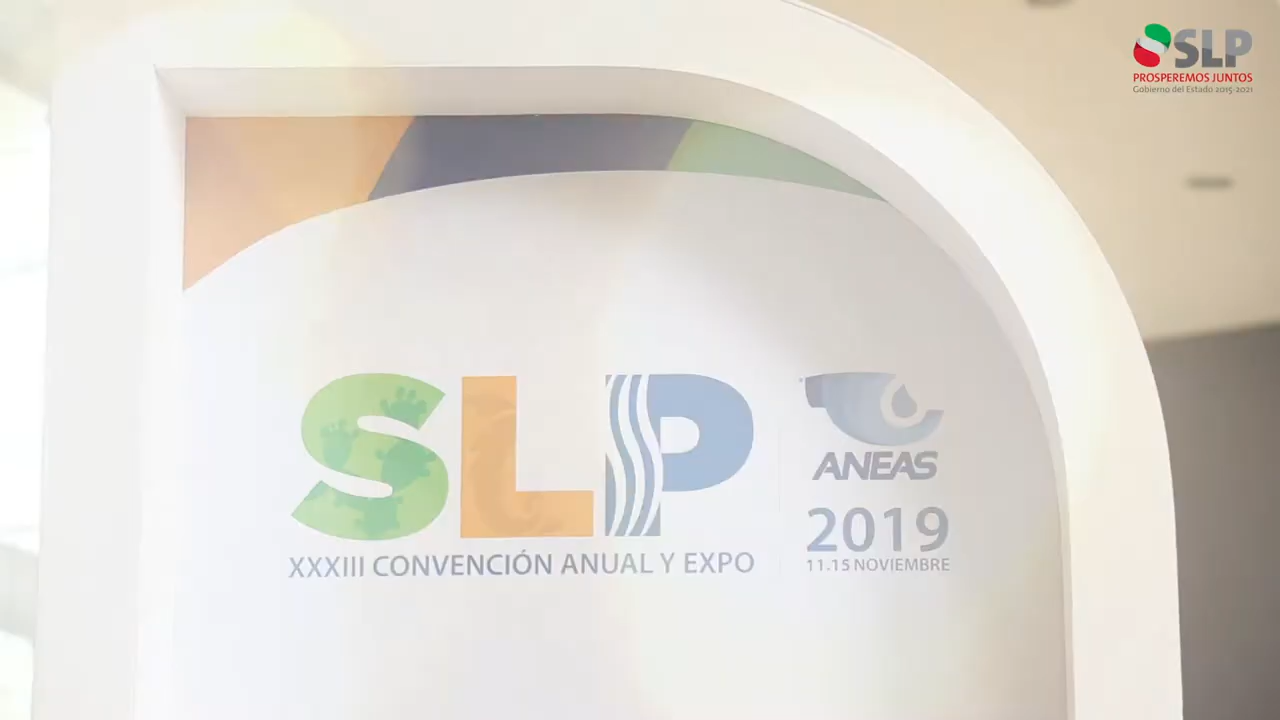 SLP
PROSPEREMOS JUNTOS
Gobierno del Estado 2015-2021
SLP
ANEAS
2019
XXXIII CONVENCIÓN ANUAL Y EXPO
11.15 NOVIEMBRE